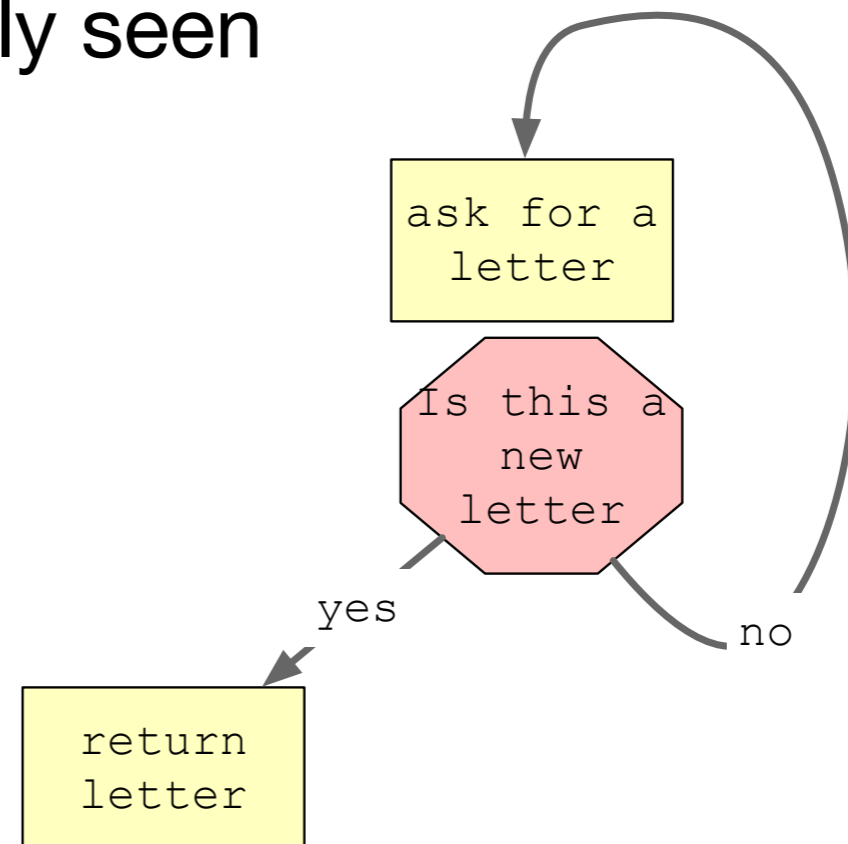 ly seen
ask for a
letter
Is this a
new
letter
yes
no
return
letter